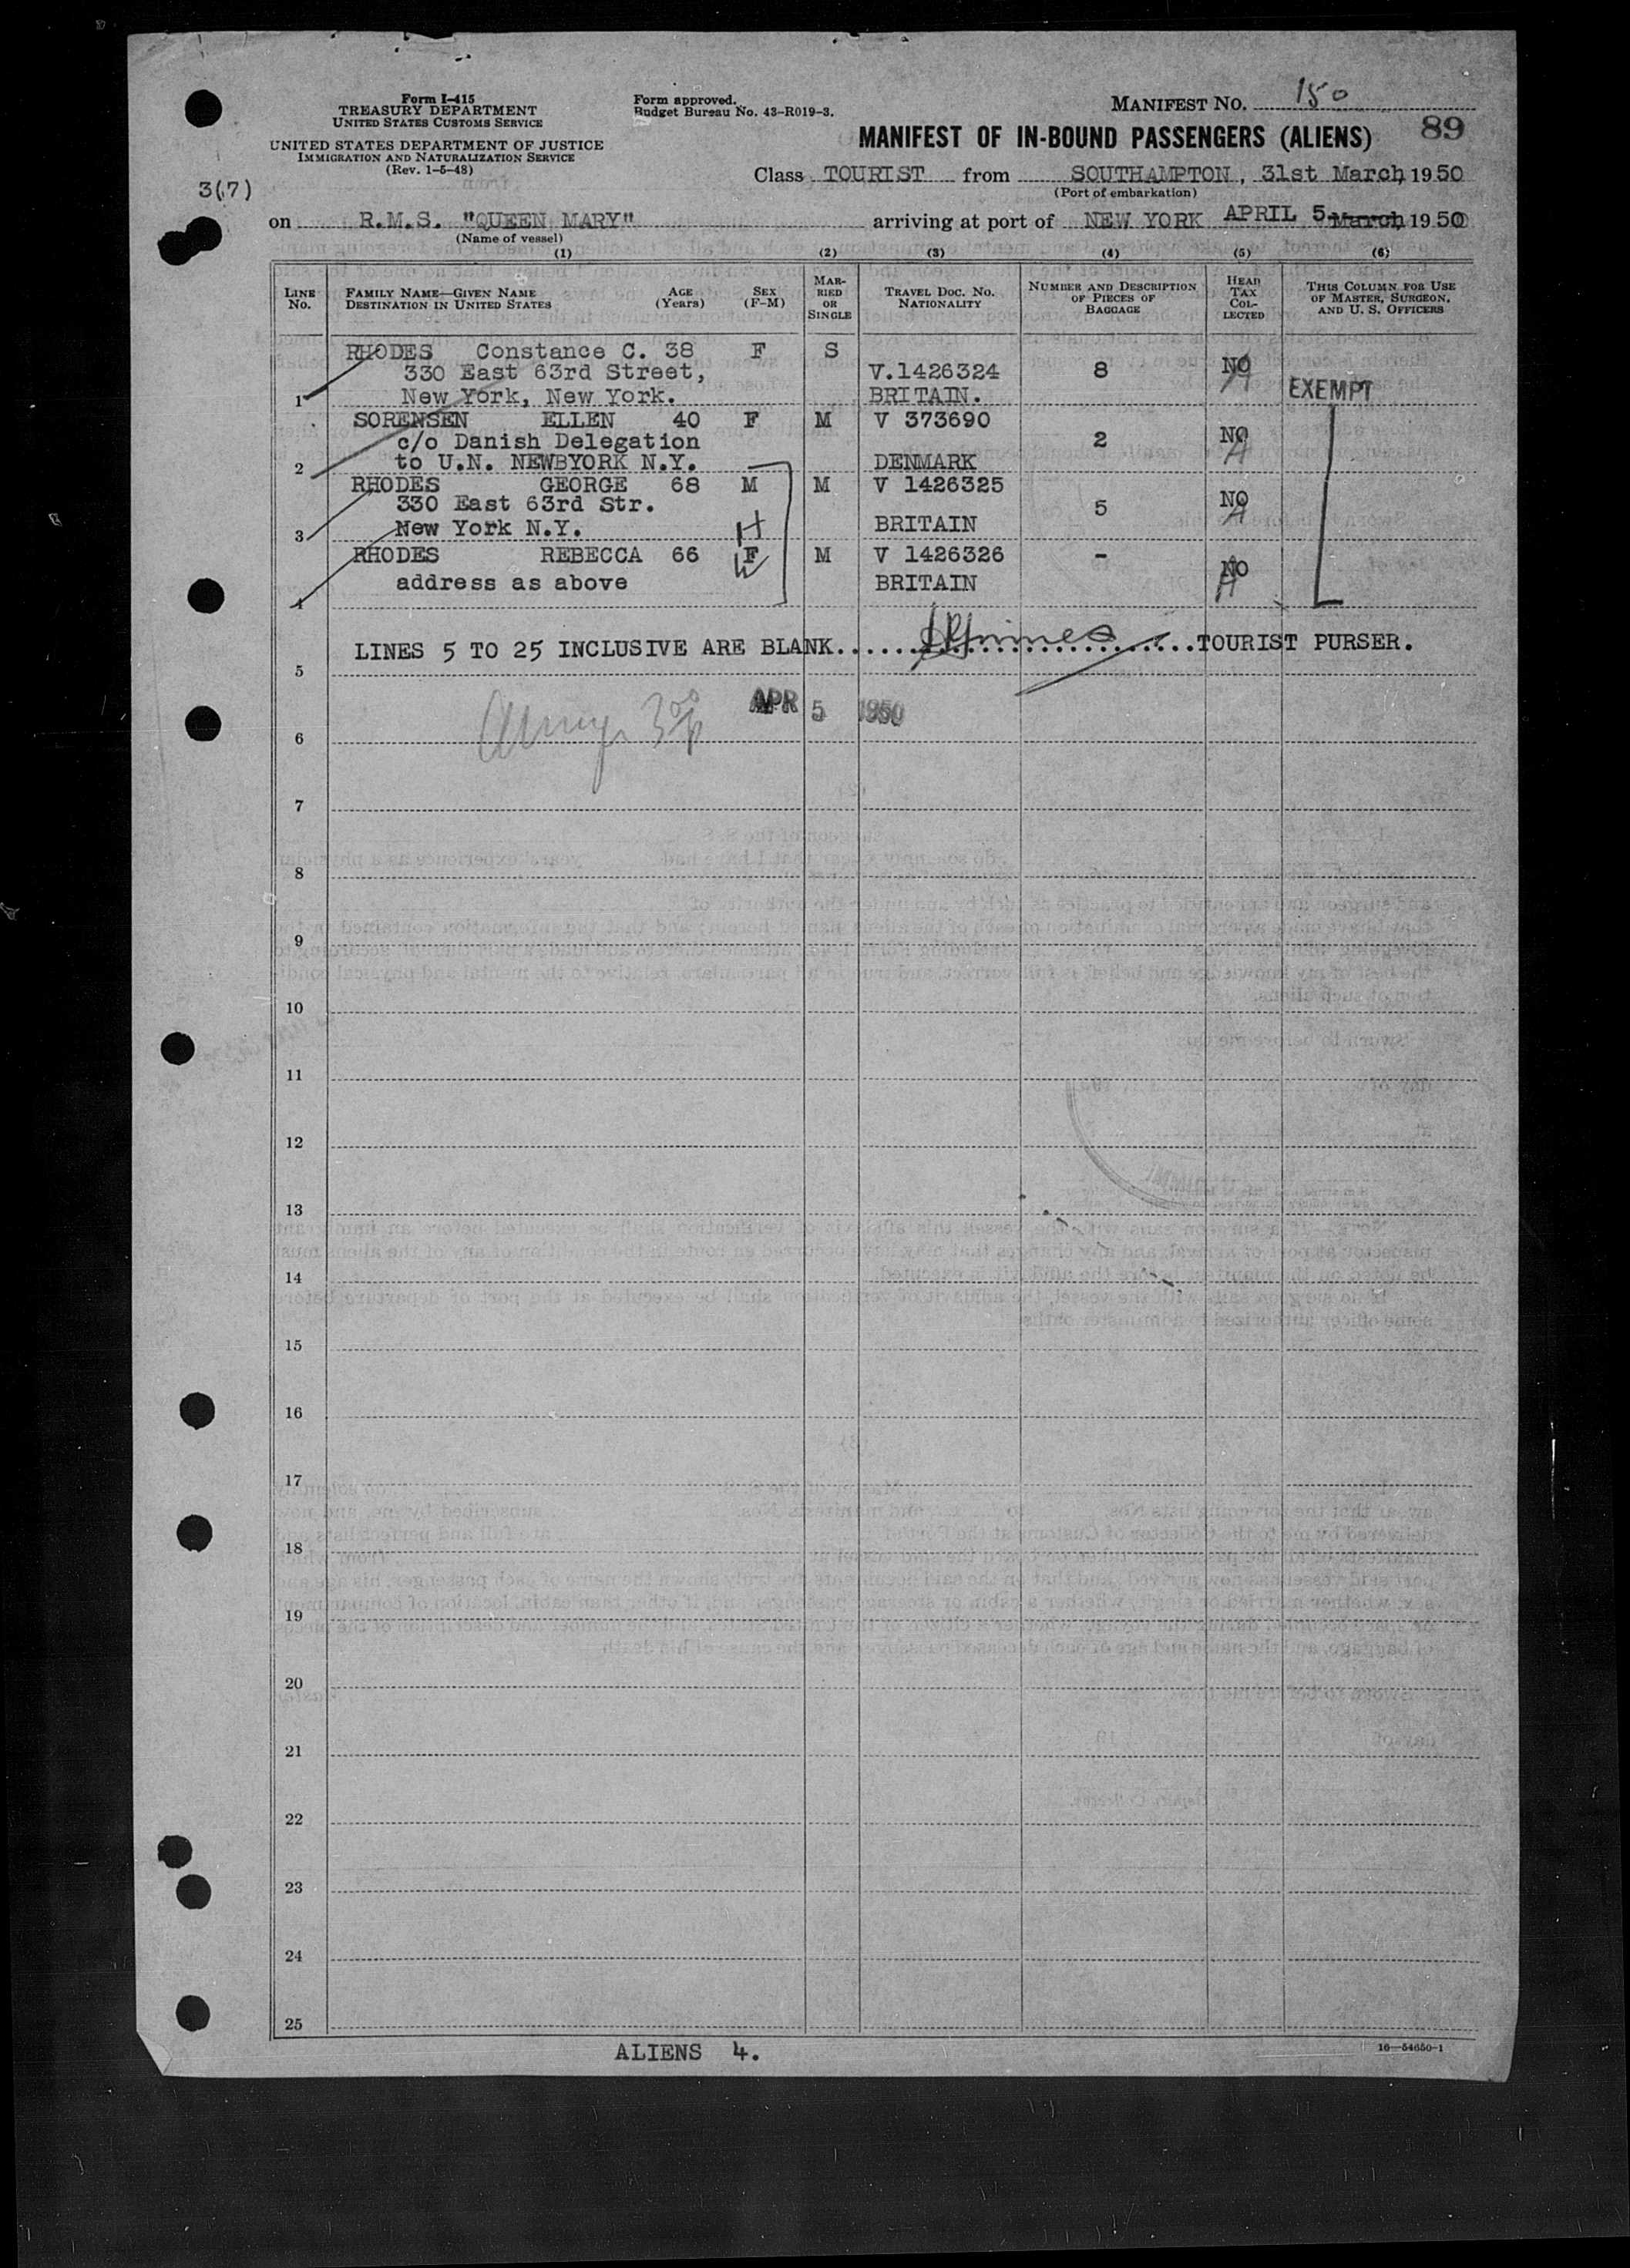 Form I-415
TREASURY DEPARTMENT
UNITED STATES CUSTOMS SERVICE
UNITED STATES DEPARTMENT OF JUSTICE
IMMIGRATION AND NATURALIZATION SERVICE
(Rev. 1-5-48)
Form approved.
Budget Bureau No. 43-R019-3.
MANIFEST NO. 150
MANIFEST OF IN-BOUND PASSENGERS (ALIENS) 89
3(7)
Class TOURIST from SOUTHAMPTON, 31st March, 1950
(Port of embarkation)
on R.M.S. "QUEEN MARY" arriving at port of NEW YORK APRIL 5 March 1950
(Name of vessel)
(1) (2) (3) (4) (5) (6)
LINE NO. FAMILY NAME—GIVEN NAME DESTINATION IN UNITED STATES AGE (Years) SEX (F-M) MARRIED OR SINGLE TRAVEL DOC. NO. NATIONALITY NUMBER AND DESCRIPTION OF PIECES OF BAGGAGE HEAD TAX COLLECTED THIS COLUMN FOR USE OF MASTER, SURGEON, AND U. S. OFFICERS
RHODES Constance C. 38 F S
330 East 63rd Street, V.1426324 8 NO
1 New York, New York. BRITAIN. EXEMPT
SORENSEN ELLEN 40 F M V 373690
c/o Danish Delegation 2 NO
2 to U.N. NEWBYORK N.Y. DENMARK
RHODES GEORGE 68 M M V 1426325
330 East 63rd Str. 5 NO
3 New York N.Y. H BRITAIN
RHODES REBECCA 66 F M V 1426326 -
address as above W BRITAIN NO
4
LINES 5 TO 25 INCLUSIVE ARE BLANK....................TOURIST PURSER.
5
APR 5 1950
6
7
8
9
10
11
12
13
14
15
16
17
18
19
20
21
22
23
24
25
ALIENS 4.
16—54650-1